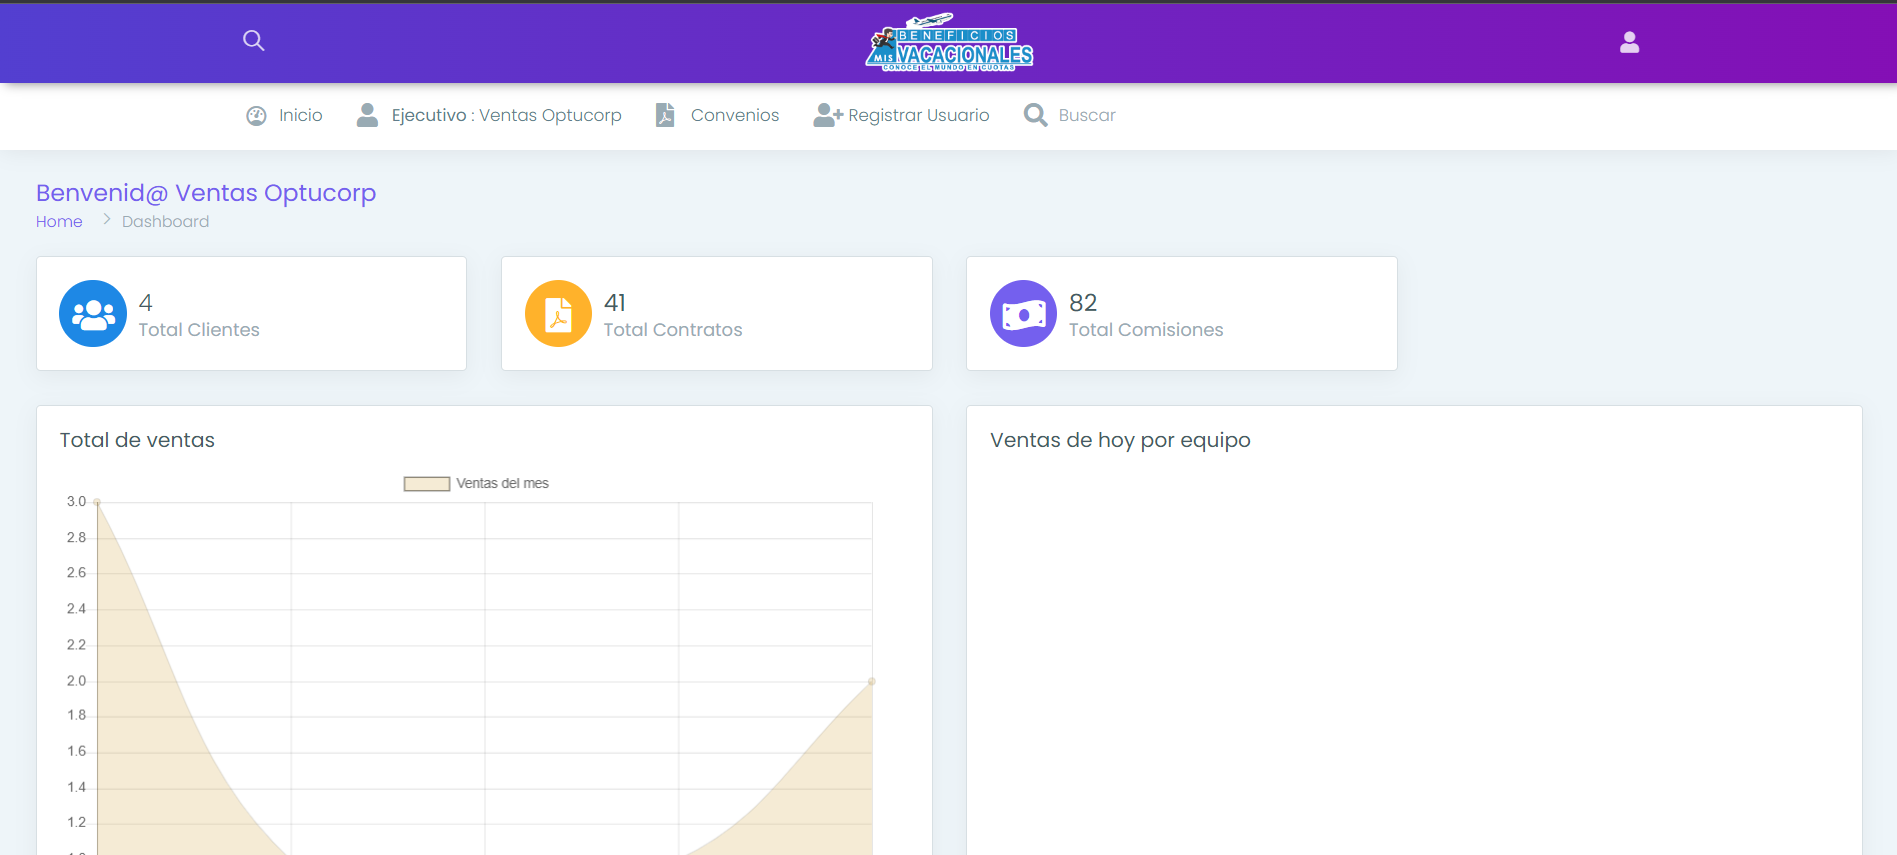 BENEFICIOS
MIS VACACIONALES
CONOCE EL MUNDO EN CUOTAS
Inicio
Ejecutivo : Ventas Optucorp
Convenios
Registrar Usuario
Buscar
Benvenid@ Ventas Optucorp
Home
Dashboard
4
Total Clientes
41
Total Contratos
82
Total Comisiones
Total de ventas
Ventas del mes
3.0
2.8
2.6
2.4
2.2
2.0
1.8
1.6
1.4
1.2
Ventas de hoy por equipo